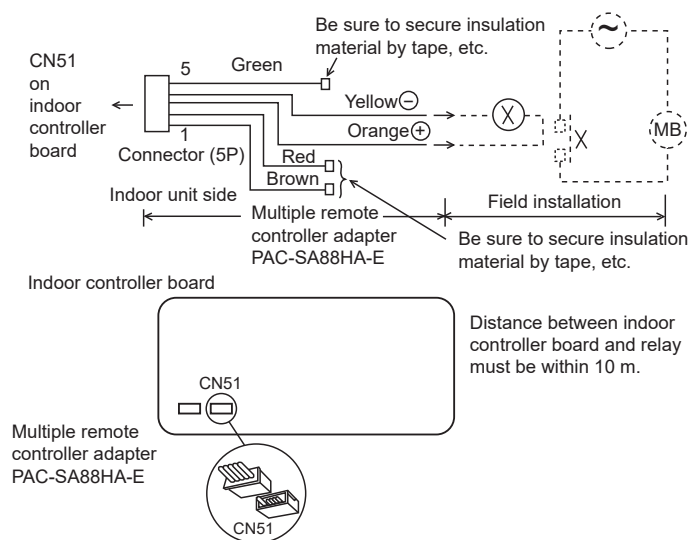 Be sure to secure insulation
material by tape, etc.
CN51
on
indoor
controller
board
5
Green
Yellow⊖
Orange⊕
1
Connector (5P)
Red
Brown
X
X
~
MB
Indoor unit side
Multiple remote
controller adapter
PAC-SA88HA-E
Field installation
Be sure to secure insulation
material by tape, etc.
Indoor controller board
Distance between indoor
controller board and relay
must be within 10 m.
CN51
Multiple remote
controller adapter
PAC-SA88HA-E
CN51